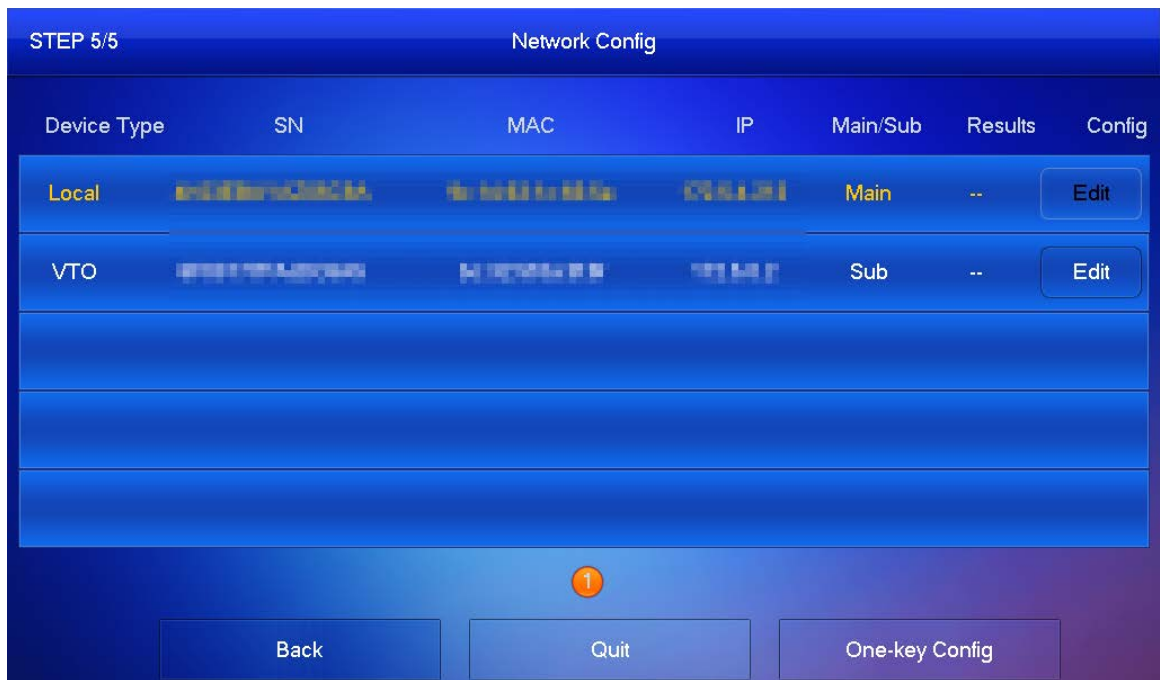 STEP 5/5 Network Config
Device Type SN MAC IP Main/Sub Results Config
Local Main -- Edit
VTO Sub -- Edit
1
Back Quit One-key Config